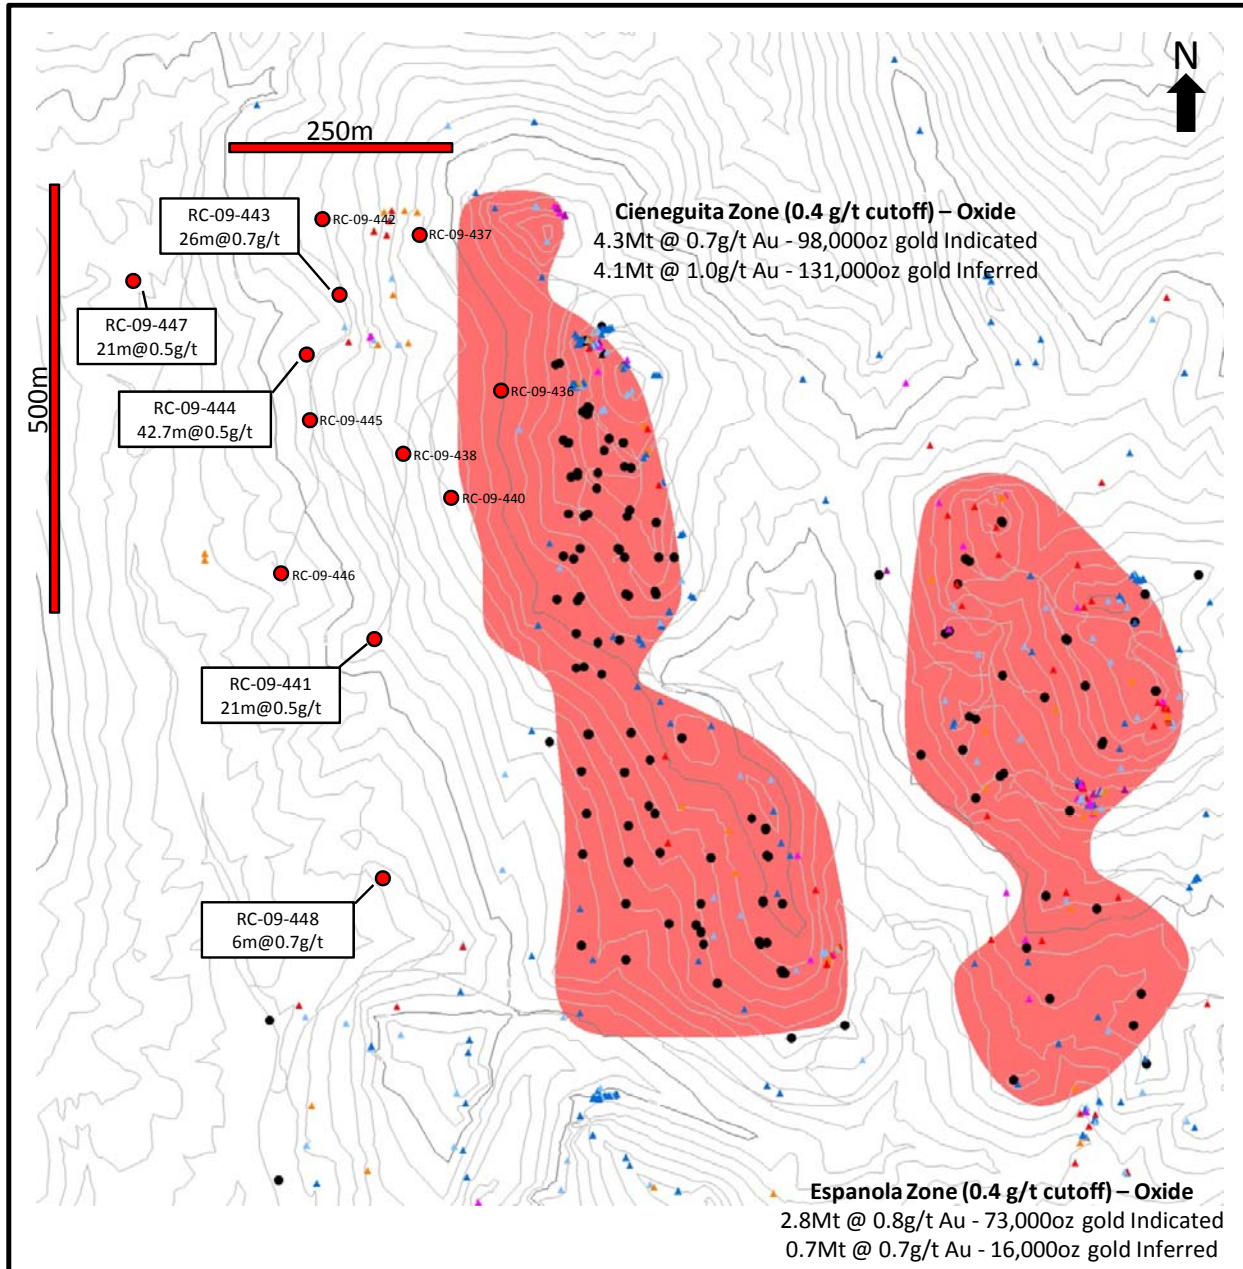 N
250m
500m
Cieneguita Zone (0.4 g/t cutoff) – Oxide
4.3Mt @ 0.7g/t Au - 98,000oz gold Indicated
4.1Mt @ 1.0g/t Au - 131,000oz gold Inferred
RC-09-443
26m@0.7g/t
RC-09-442
RC-09-437
RC-09-447
21m@0.5g/t
RC-09-444
42.7m@0.5g/t
RC-09-436
RC-09-445
RC-09-438
RC-09-440
RC-09-446
RC-09-441
21m@0.5g/t
RC-09-448
6m@0.7g/t
Espanola Zone (0.4 g/t cutoff) – Oxide
2.8Mt @ 0.8g/t Au - 73,000oz gold Indicated
0.7Mt @ 0.7g/t Au - 16,000oz gold Inferred